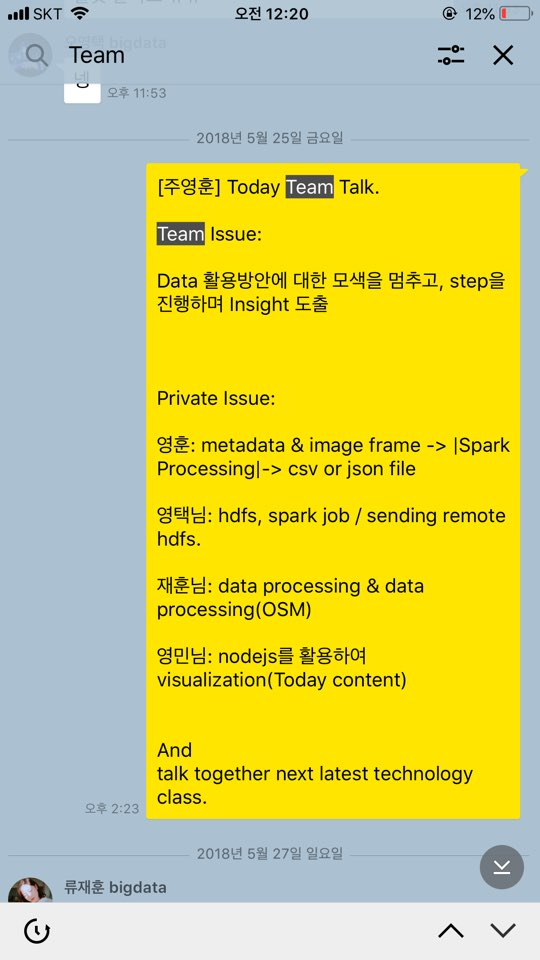 SKT 오전 12:20 12%
Team
bigdata
넹
오후 11:53
2018년 5월 25일 금요일
[주영훈] Today Team Talk.
Team Issue:
Data 활용방안에 대한 모색을 멈추고, step을
진행하며 Insight 도출
Private Issue:
영훈: metadata & image frame -> |Spark
Processing|-> csv or json file
영택님: hdfs, spark job / sending remote
hdfs.
재훈님: data processing & data
processing(OSM)
영민님: nodejs를 활용하여
visualization(Today content)
And
talk together next latest technology
class.
오후 2:23
2018년 5월 27일 일요일
류재훈 bigdata